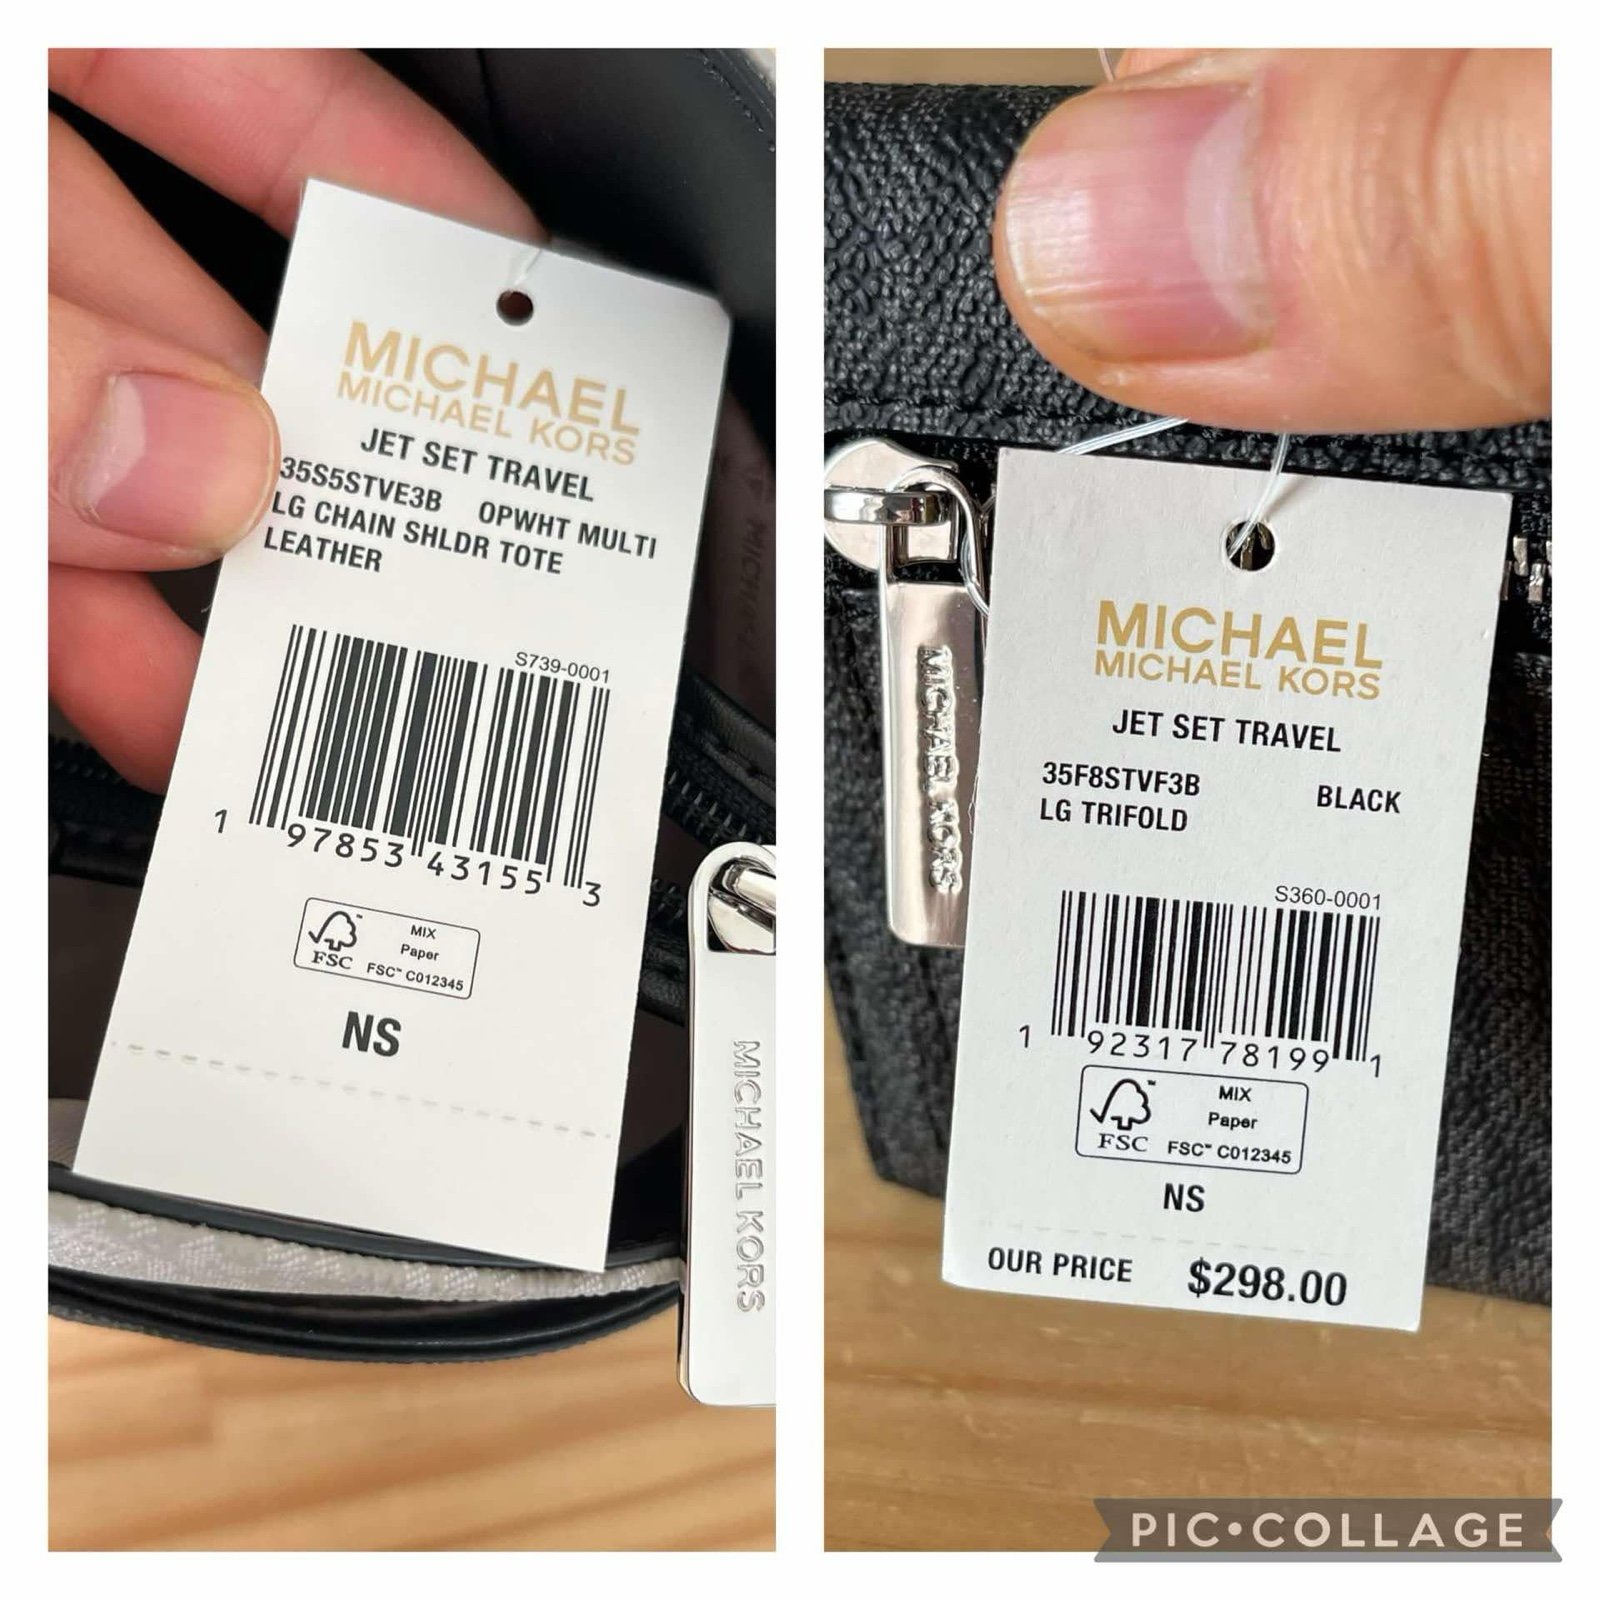 MICHAEL
MICHAEL KORS
JET SET TRAVEL
35S5STVE3B OPWHT MULTI
LG CHAIN SHLDR TOTE
LEATHER
S739-0001
1 97853 43155 3
FSC
MIX
Paper
FSC™ C012345
NS
MICHAEL KORS
MICHAEL KORS
MICHAEL
MICHAEL KORS
JET SET TRAVEL
35F8STVF3B BLACK
LG TRIFOLD
S360-0001
1 92317 78199 1
FSC
MIX
Paper
FSC™ C012345
NS
OUR PRICE $298.00
PIC•COLLAGE